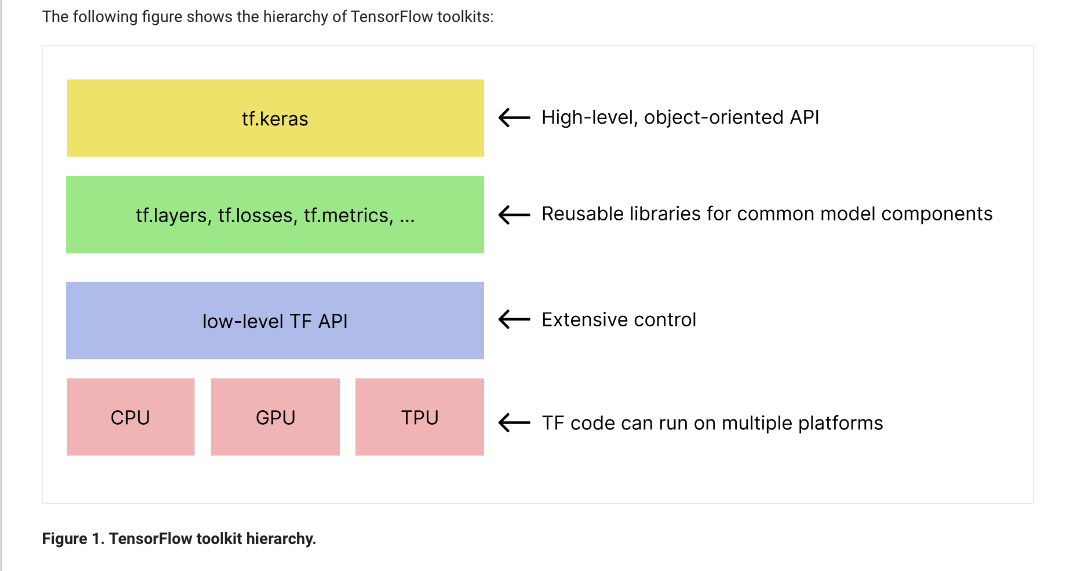 The following figure shows the hierarchy of TensorFlow toolkits:
tf.keras
High-level, object-oriented API
tf.layers, tf.losses, tf.metrics, ...
Reusable libraries for common model components
low-level TF API
Extensive control
CPU
GPU
TPU
TF code can run on multiple platforms
Figure 1. TensorFlow toolkit hierarchy.